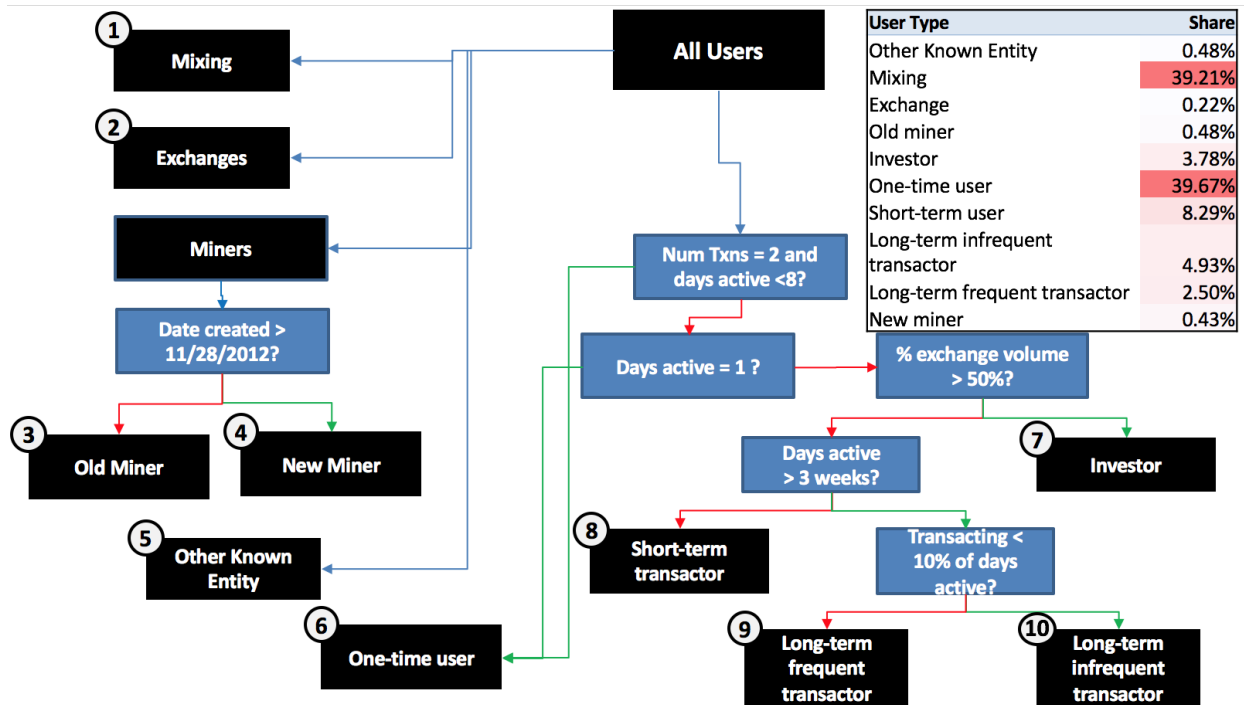 1
Mixing
2
Exchanges
Miners
Date created >
11/28/2012?
3
Old Miner
4
New Miner
5
Other Known
Entity
6
One-time user
All Users
Num Txns = 2 and
days active <8?
Days active = 1 ?
% exchange volume
> 50%?
Days active
> 3 weeks?
7
Investor
8
Short-term
transactor
Transacting <
10% of days
active?
9
Long-term
frequent
transactor
10
Long-term
infrequent
transactor
User Type Share
Other Known Entity 0.48%
Mixing 39.21%
Exchange 0.22%
Old miner 0.48%
Investor 3.78%
One-time user 39.67%
Short-term user 8.29%
Long-term infrequent
transactor 4.93%
Long-term frequent transactor 2.50%
New miner 0.43%